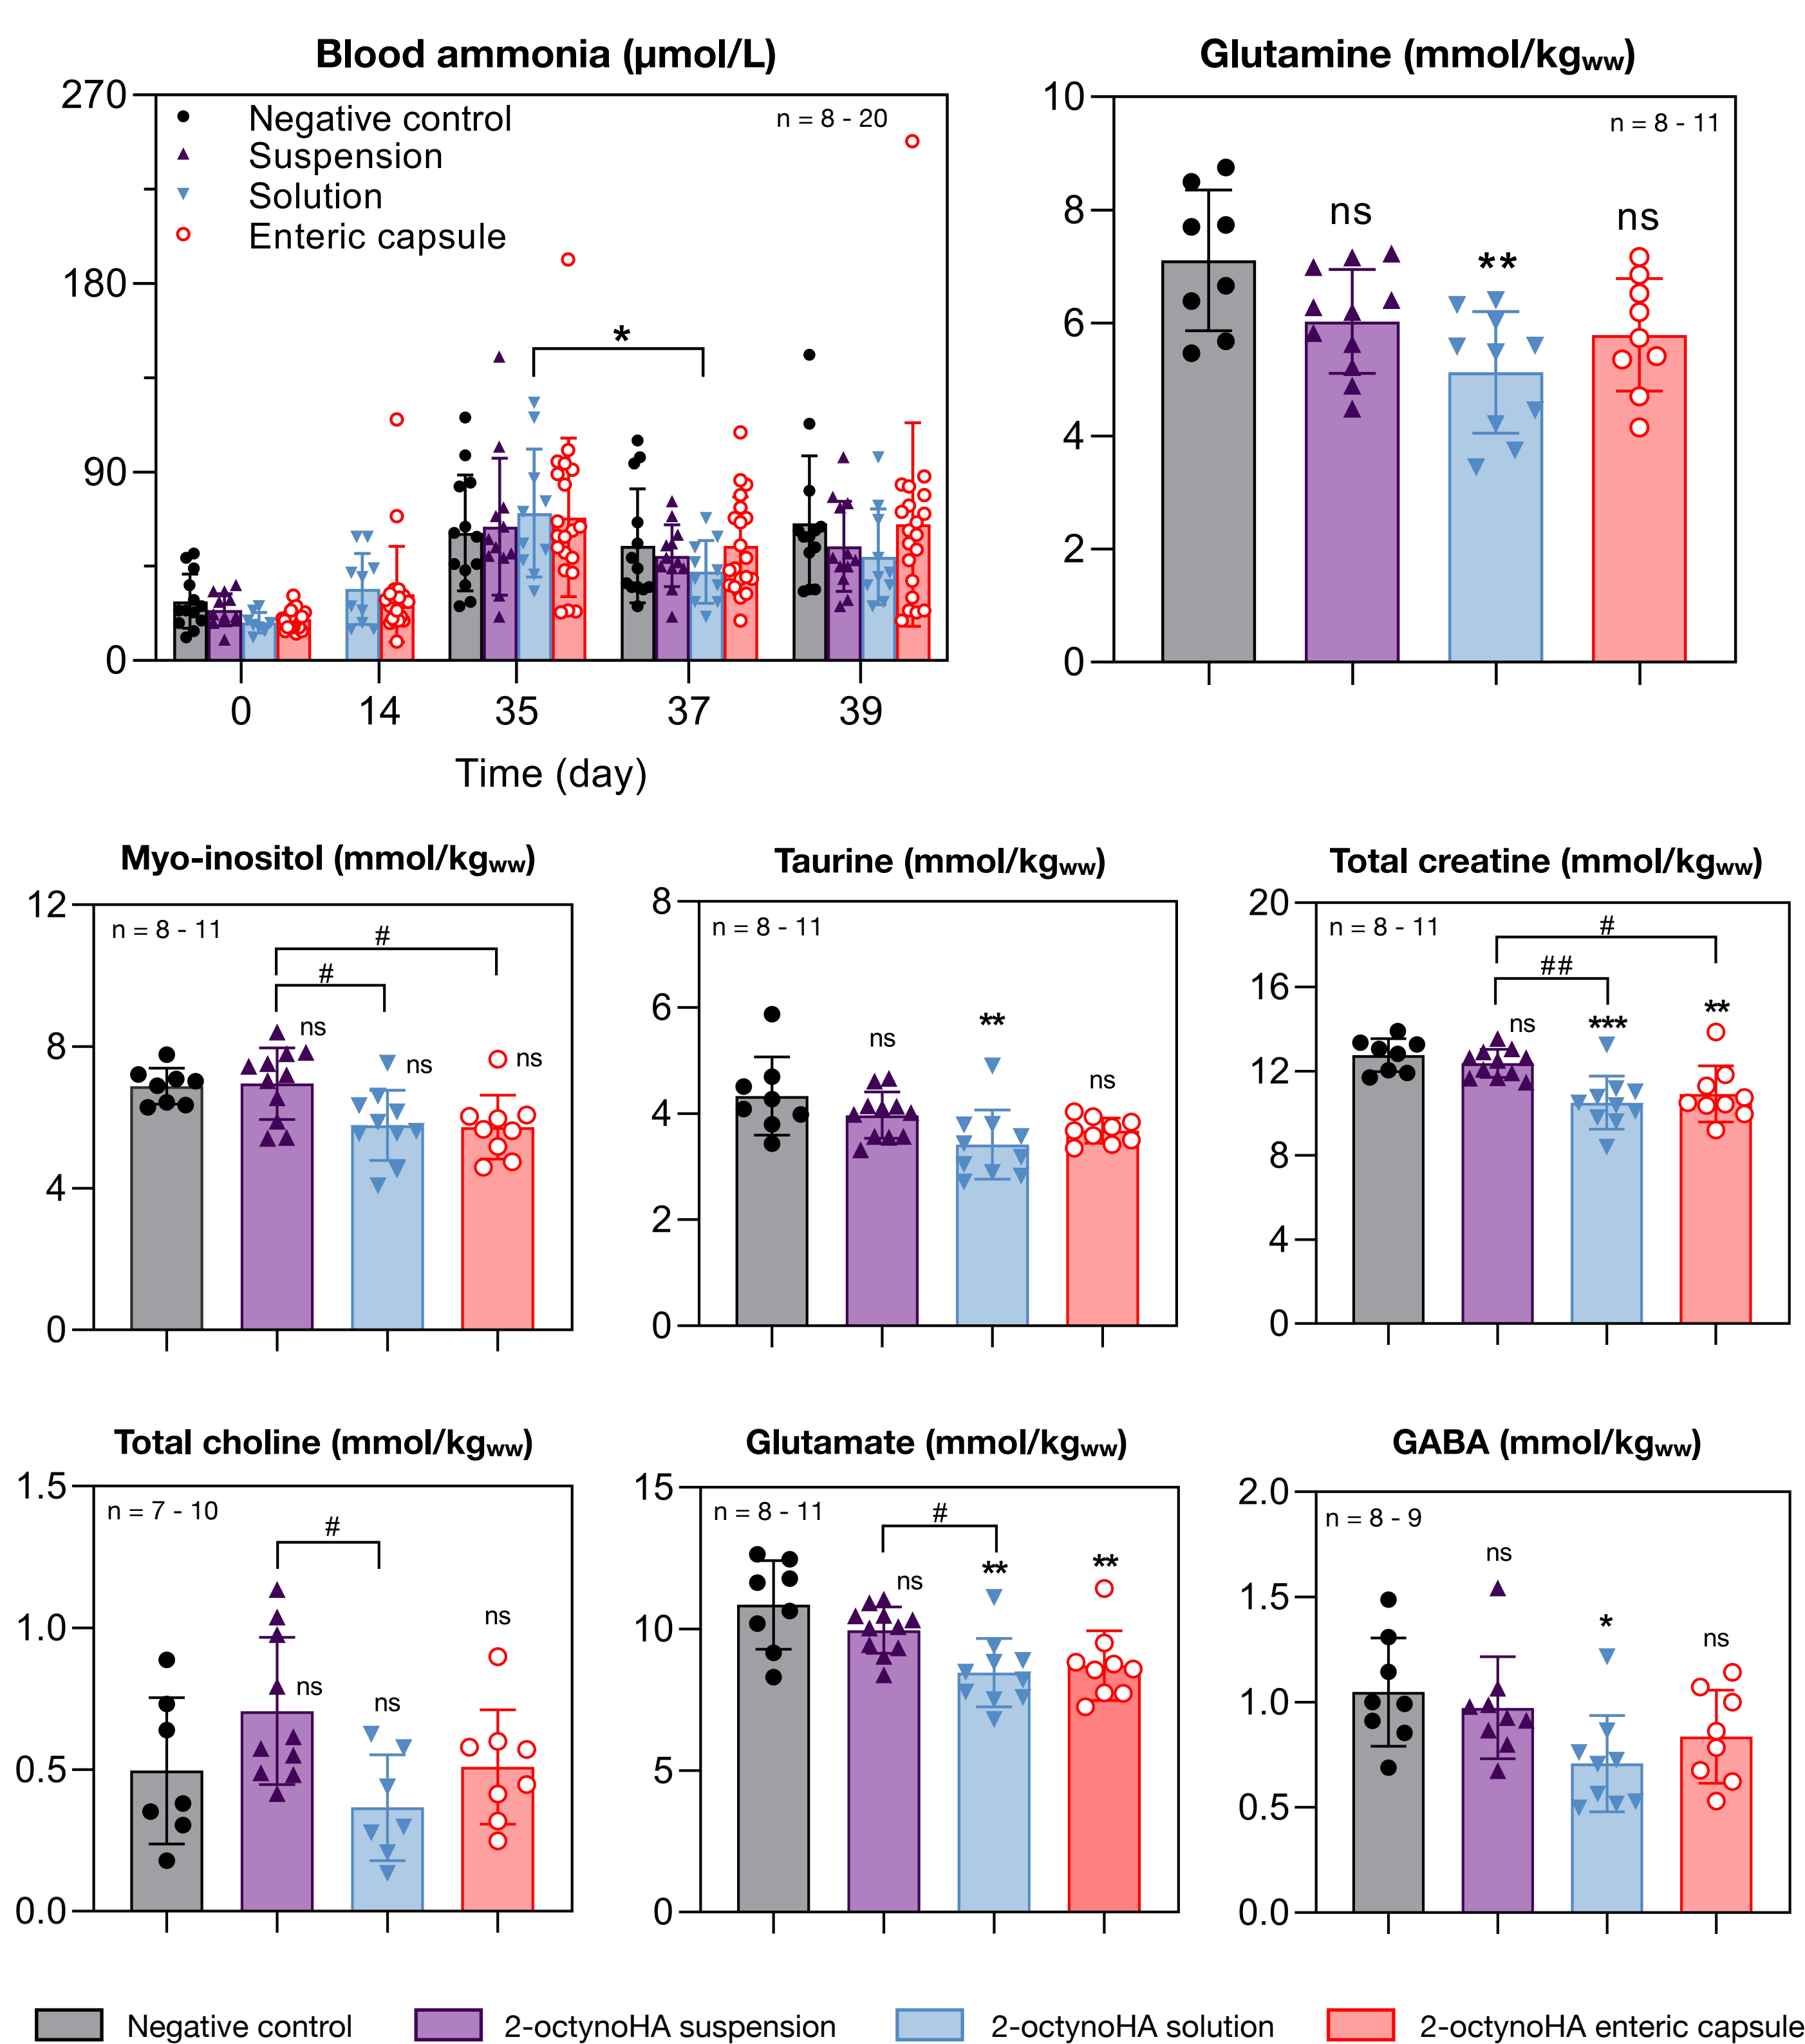 Blood ammonia (µmol/L)
270
180
90
0
Negative control
Suspension
Solution
Enteric capsule
n = 8 - 20
*
0 14 35 37 39
Time (day)
Glutamine (mmol/kgww)
10
8
6
4
2
0
n = 8 - 11
ns
**
ns
Myo-inositol (mmol/kgww)
12
8
4
0
n = 8 - 11
#
#
ns
ns
ns
Taurine (mmol/kgww)
8
6
4
2
0
n = 8 - 11
ns
**
ns
Total creatine (mmol/kgww)
20
16
12
8
4
0
n = 8 - 11
#
##
ns
***
**
Total choline (mmol/kgww)
1.5
1.0
0.5
0.0
n = 7 - 10
#
ns
ns
ns
Glutamate (mmol/kgww)
15
10
5
0
n = 8 - 11
#
ns
**
**
GABA (mmol/kgww)
2.0
1.5
1.0
0.5
0.0
n = 8 - 9
ns
*
ns
Negative control 2-octynoHA suspension 2-octynoHA solution 2-octynoHA enteric capsule